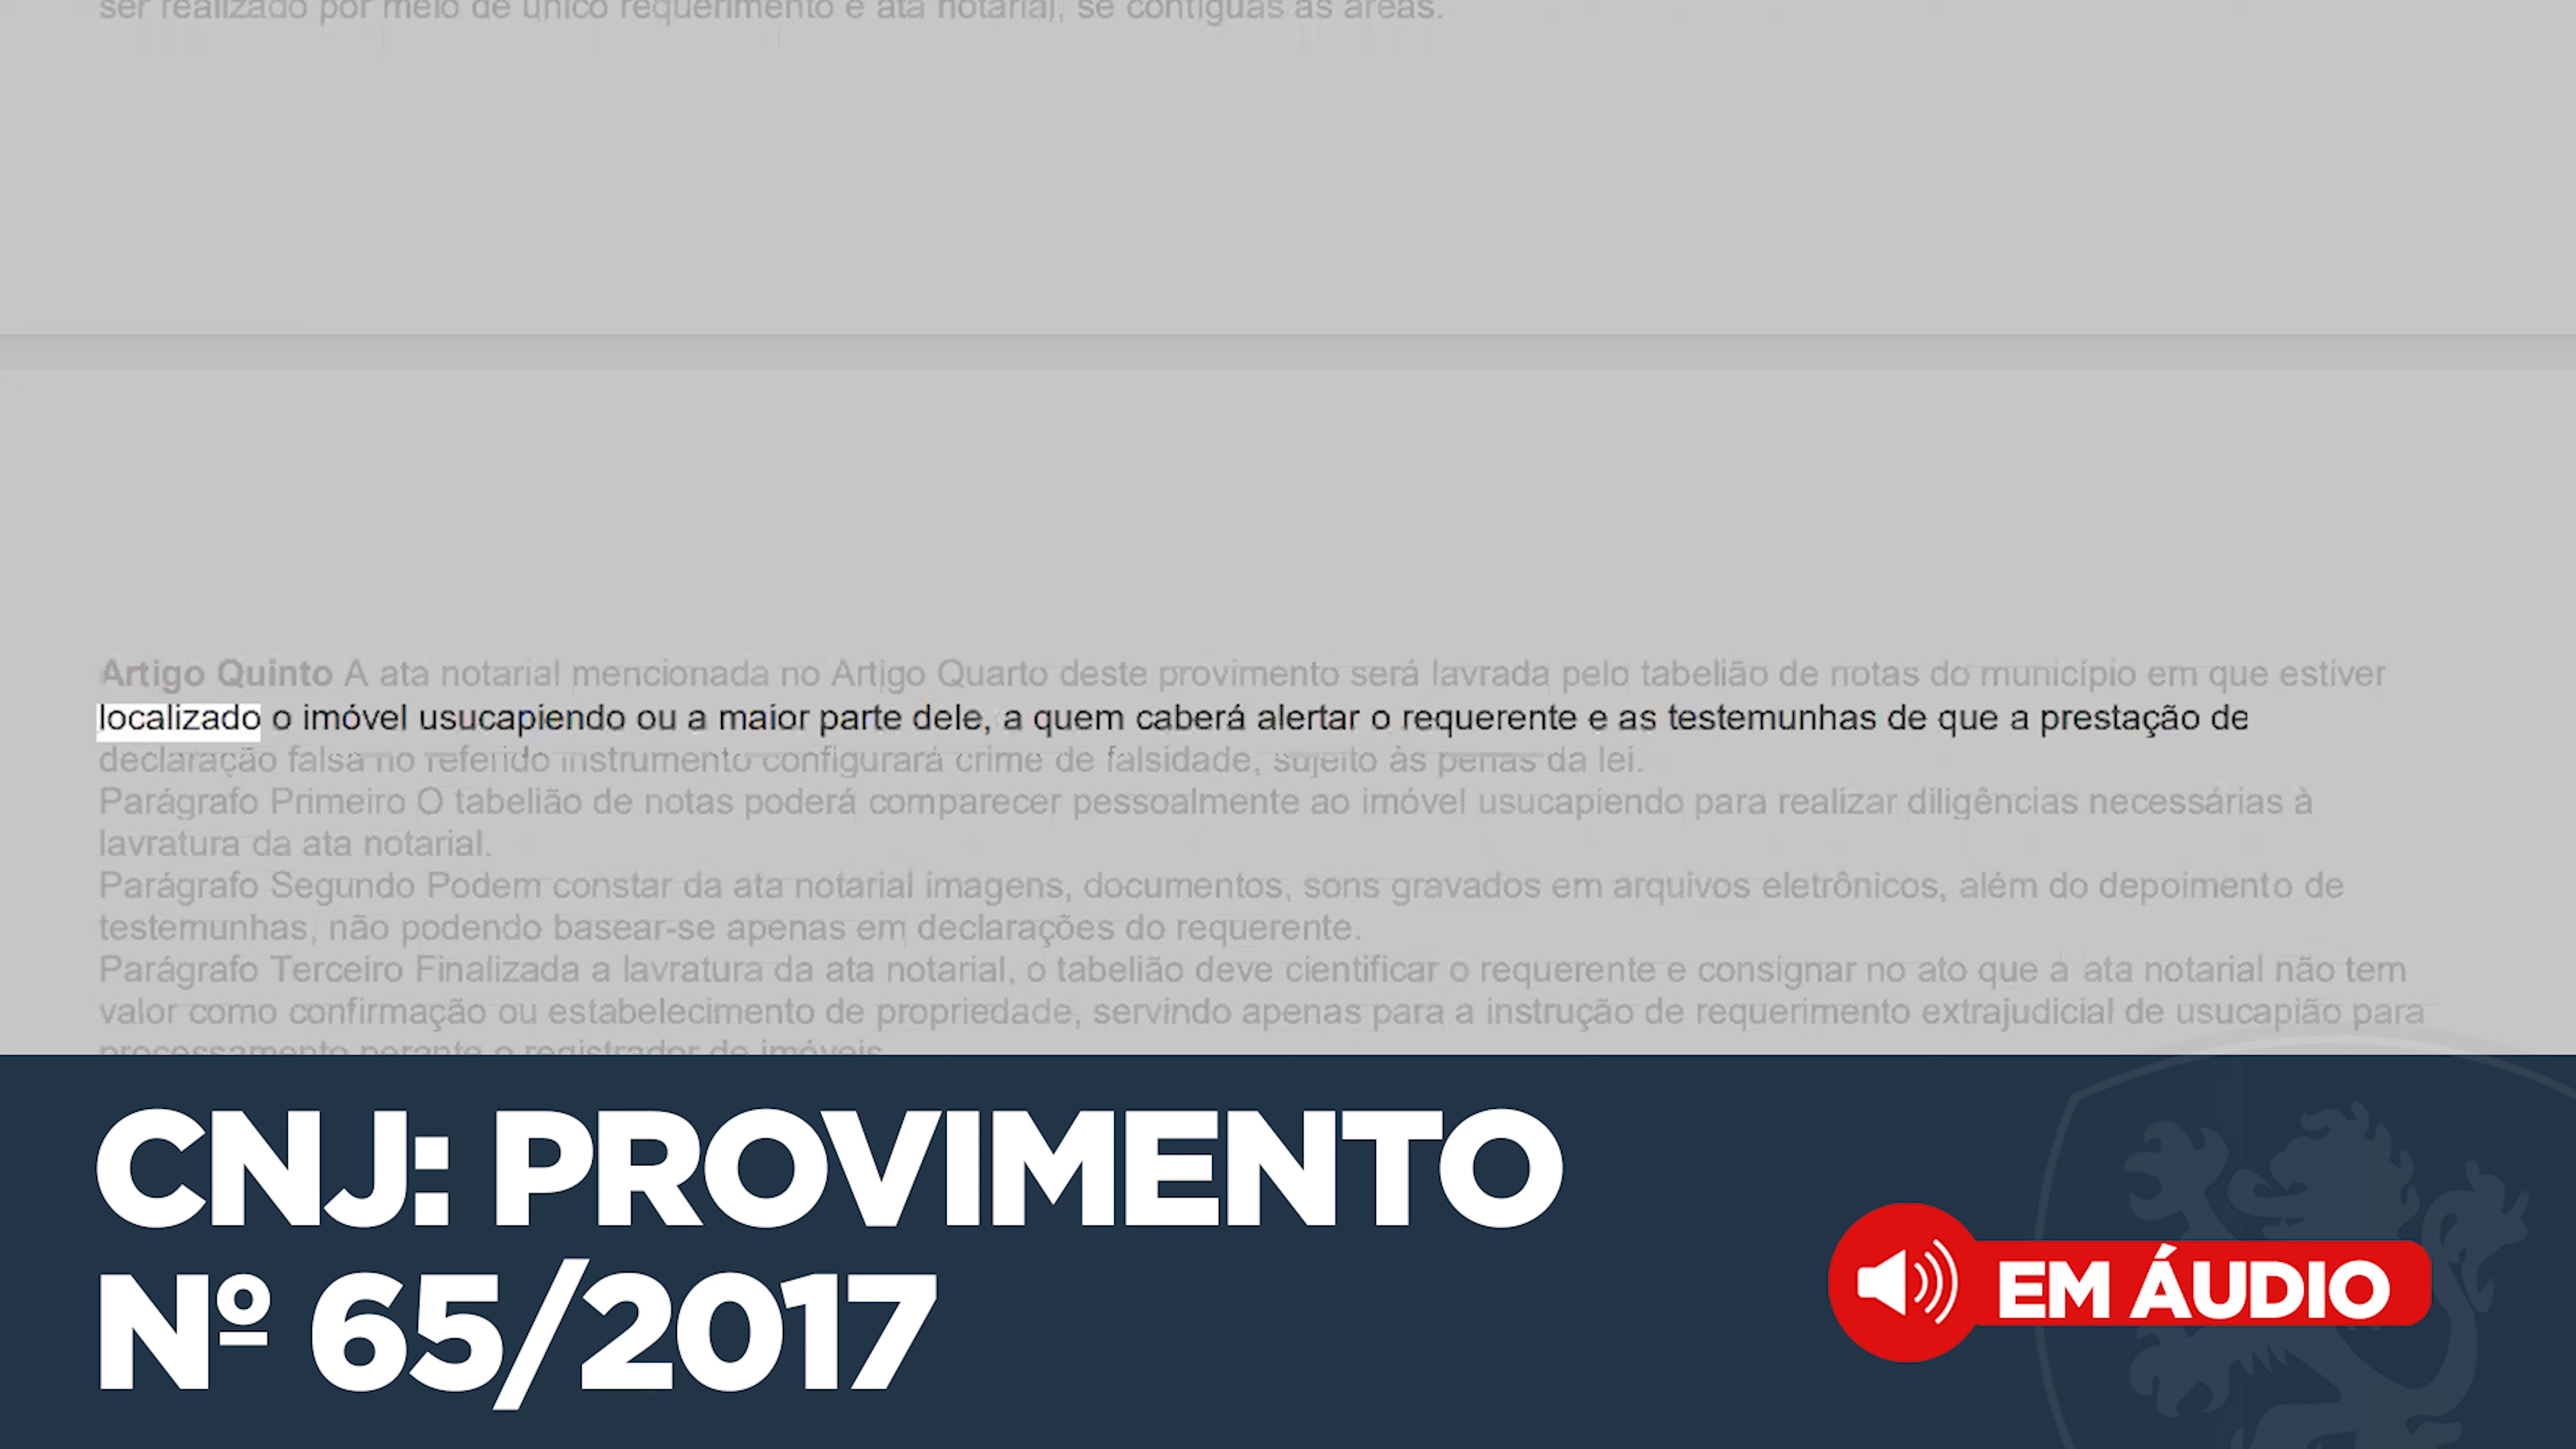 ser realizado por meio de único requerimento e ata notarial, se contíguas as áreas.
Artigo Quinto A ata notarial mencionada no Artigo Quarto deste provimento será lavrada pelo tabelião de notas do município em que estiver
localizado o imóvel usucapiendo ou a maior parte dele, a quem caberá alertar o requerente e as testemunhas de que a prestação de
declaração falsa no referido instrumento configurará crime de falsidade, sujeito às penas da lei.
Parágrafo Primeiro O tabelião de notas poderá comparecer pessoalmente ao imóvel usucapiendo para realizar diligências necessárias à
lavratura da ata notarial.
Parágrafo Segundo Podem constar da ata notarial imagens, documentos, sons gravados em arquivos eletrônicos, além do depoimento de
testemunhas, não podendo basear-se apenas em declarações do requerente.
Parágrafo Terceiro Finalizada a lavratura da ata notarial, o tabelião deve cientificar o requerente e consignar no ato que a ata notarial não tem
valor como confirmação ou estabelecimento de propriedade, servindo apenas para a instrução de requerimento extrajudicial de usucapião para
processamento perante o registrador de imóveis
CNJ: PROVIMENTO
Nº 65/2017
EM ÁUDIO